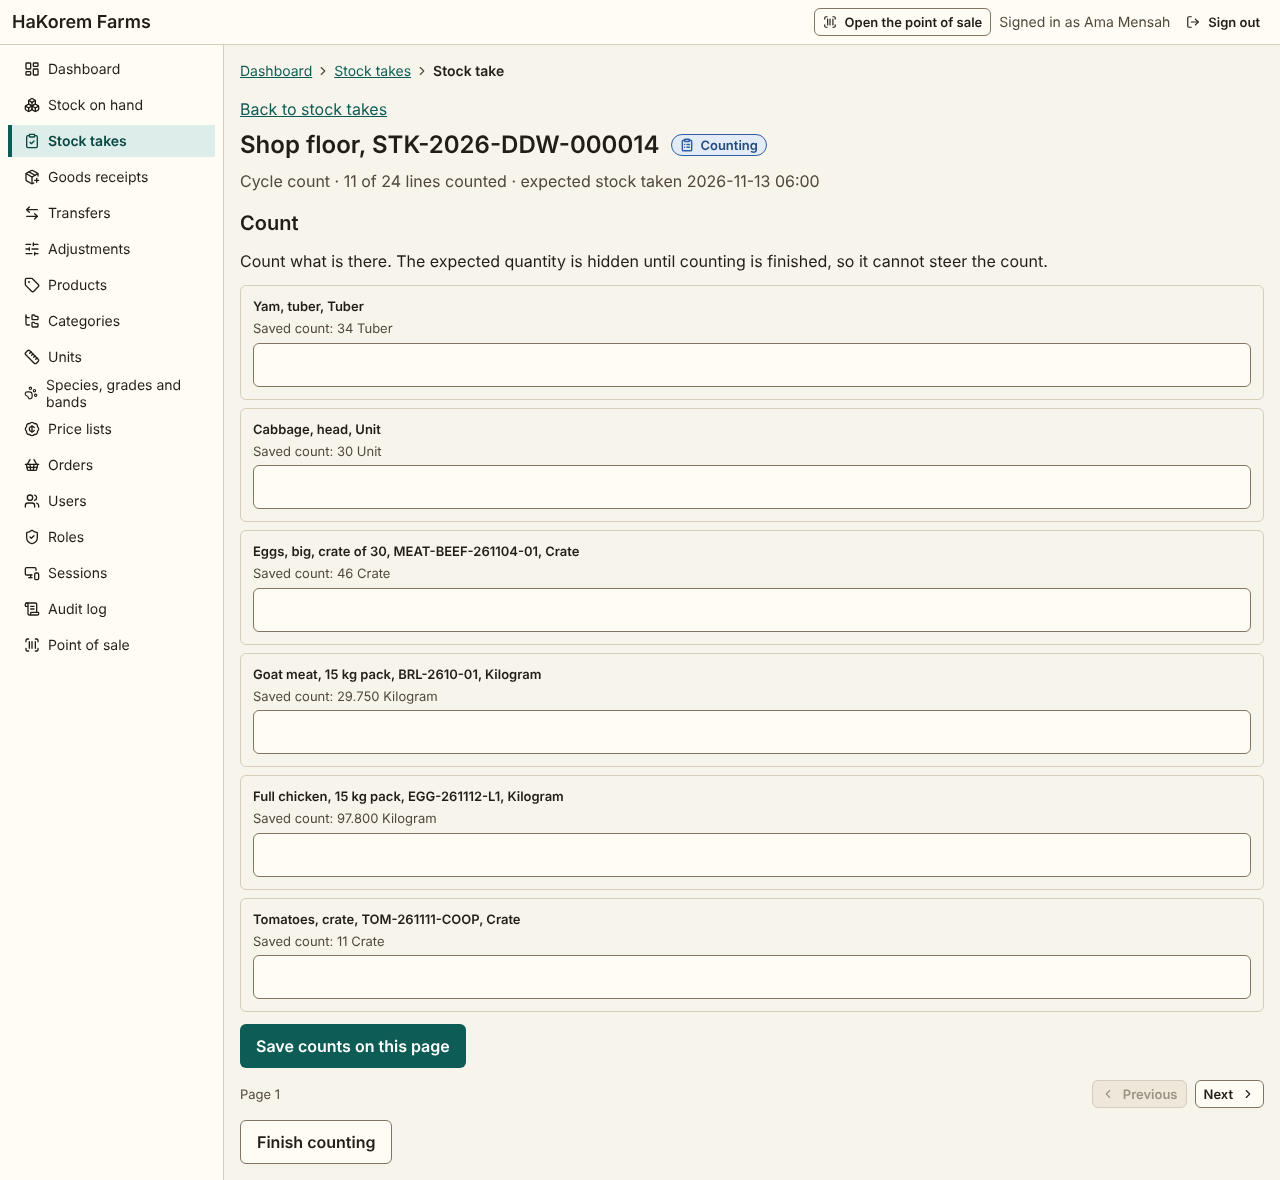 HaKorem Farms
Open the point of sale
Signed in as Ama Mensah
Sign out
Dashboard
Stock on hand
Stock takes
Goods receipts
Transfers
Adjustments
Products
Categories
Units
Species, grades and
bands
Price lists
Orders
Users
Roles
Sessions
Audit log
Point of sale
Dashboard > Stock takes > Stock take
Back to stock takes
Shop floor, STK-2026-DDW-000014
Counting
Cycle count · 11 of 24 lines counted · expected stock taken 2026-11-13 06:00
Count
Count what is there. The expected quantity is hidden until counting is finished, so it cannot steer the count.
Yam, tuber, Tuber
Saved count: 34 Tuber
Cabbage, head, Unit
Saved count: 30 Unit
Eggs, big, crate of 30, MEAT-BEEF-261104-01, Crate
Saved count: 46 Crate
Goat meat, 15 kg pack, BRL-2610-01, Kilogram
Saved count: 29.750 Kilogram
Full chicken, 15 kg pack, EGG-261112-L1, Kilogram
Saved count: 97.800 Kilogram
Tomatoes, crate, TOM-261111-COOP, Crate
Saved count: 11 Crate
Save counts on this page
Page 1
Previous
Next
Finish counting